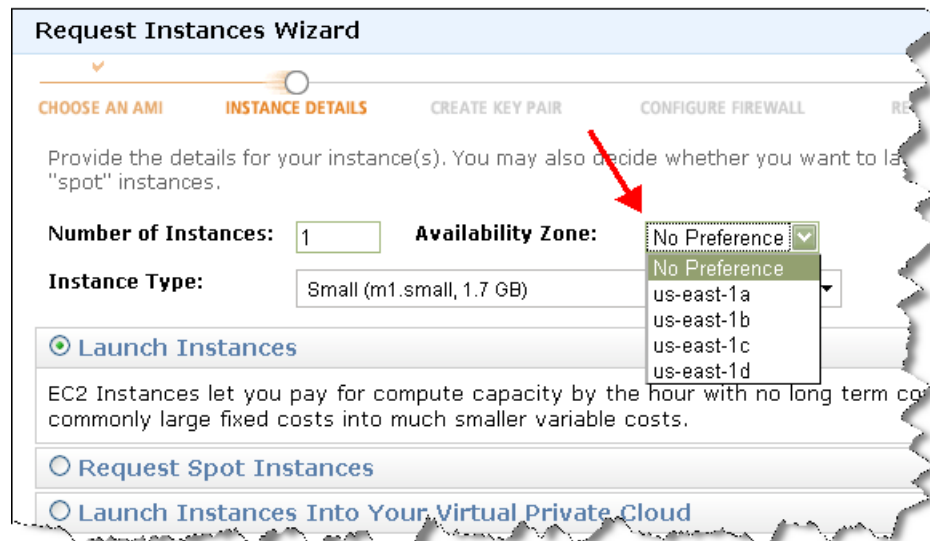 Request Instances Wizard
CHOOSE AN AMI INSTANCE DETAILS CREATE KEY PAIR CONFIGURE FIREWALL
Provide the details for your instance(s). You may also decide whether you want to
"spot" instances.
Number of Instances: 1 Availability Zone: No Preference
No Preference
us-east-1a
us-east-1b
us-east-1c
us-east-1d
Instance Type: Small (m1.small, 1.7 GB)
Launch Instances
EC2 Instances let you pay for compute capacity by the hour with no long term
commonly large fixed costs into much smaller variable costs.
Request Spot Instances
Launch Instances Into Your Virtual Private Cloud